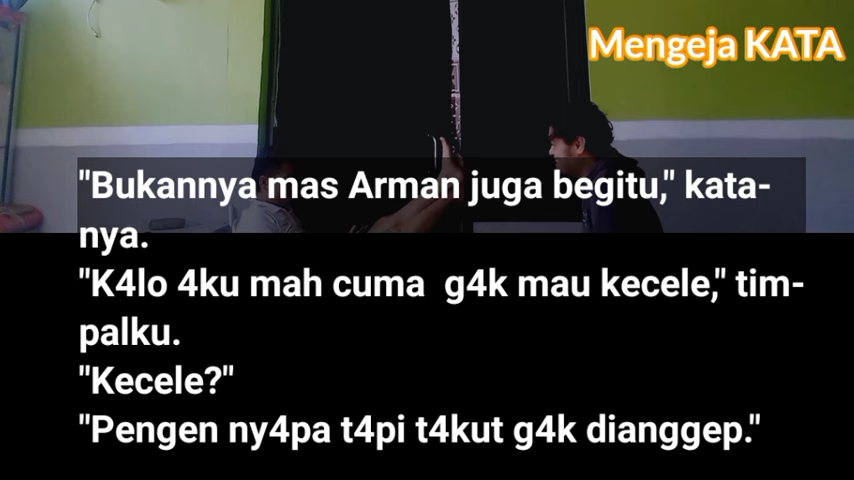 Mengeja KATA
"Bukannya mas Arman juga begitu," kata-
nya.
"K4lo 4ku mah cuma  g4k mau kecele," tim-
palku.
"Kecele?"
"Pengen ny4pa t4pi t4kut g4k dianggep."